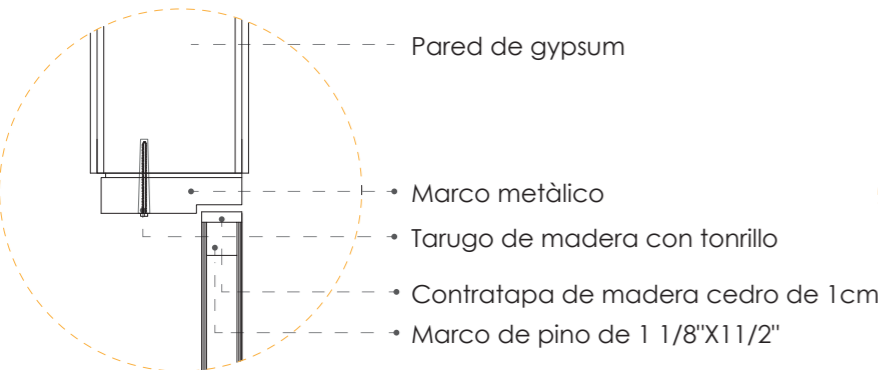 Pared de gypsum
Marco metàlico
Tarugo de madera con tonrillo
Contratapa de madera cedro de 1cm
Marco de pino de 1 1/8"X11/2"